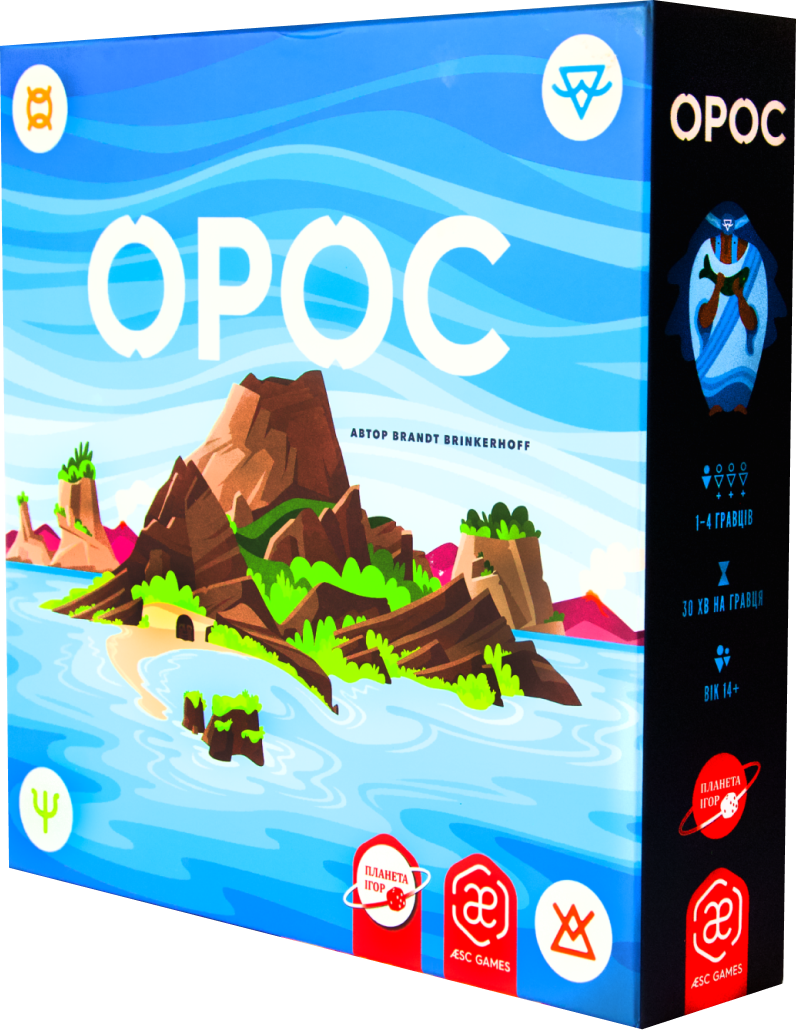 ОРОС
АВТОР BRANDT BRINKERHOFF
ПЛАНЕТА
ІГОР
æ
ÆSC GAMES
ОРОС
1–4 ГРАВЦІВ
30 ХВ НА ГРАВЦЯ
ВІК 14+
ПЛАНЕТА
ІГОР
æ
ÆSC GAMES